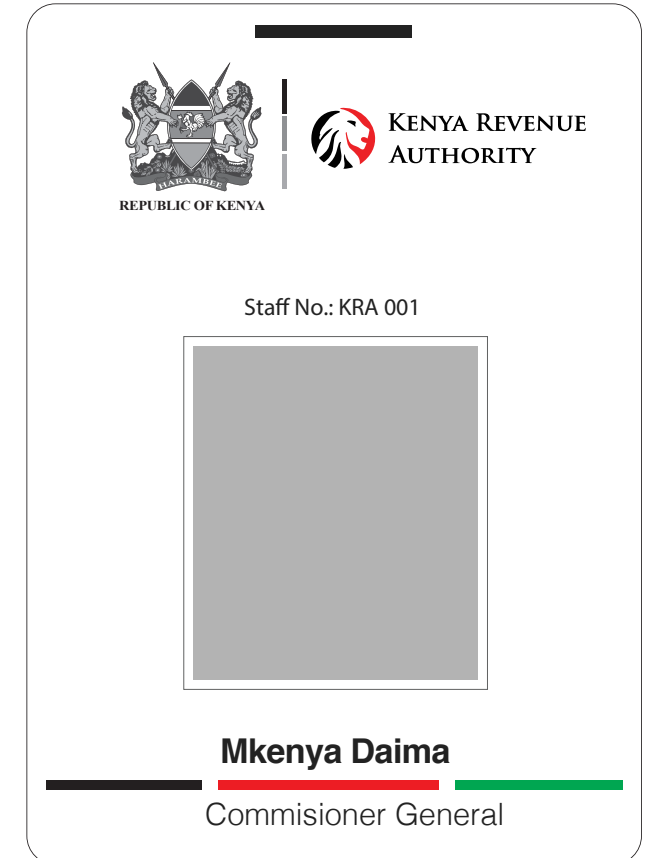 HARAMBEE
REPUBLIC OF KENYA
KENYA REVENUE
AUTHORITY
Staff No.: KRA 001
Mkenya Daima
Commisioner General